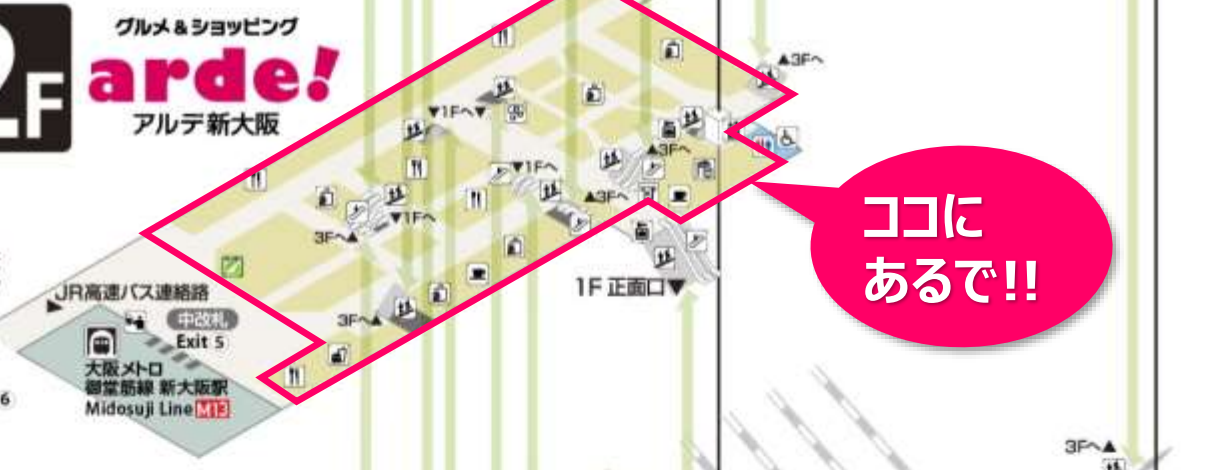 2F
グルメ&ショッピング
arde!
アルテ新大阪
▲3Fへ
▼1Fへ▼
▲3Fへ
▼1Fへ
▲3Fへ
▼1Fへ
3Fへ▲
ココに
あるで!!
1F 正面口▼
JR高速バス連絡路
中改札
Exit 5
3Fへ▲
大阪メトロ
御堂筋線 新大阪駅
Midosuji Line M13
6
3Fへ▲